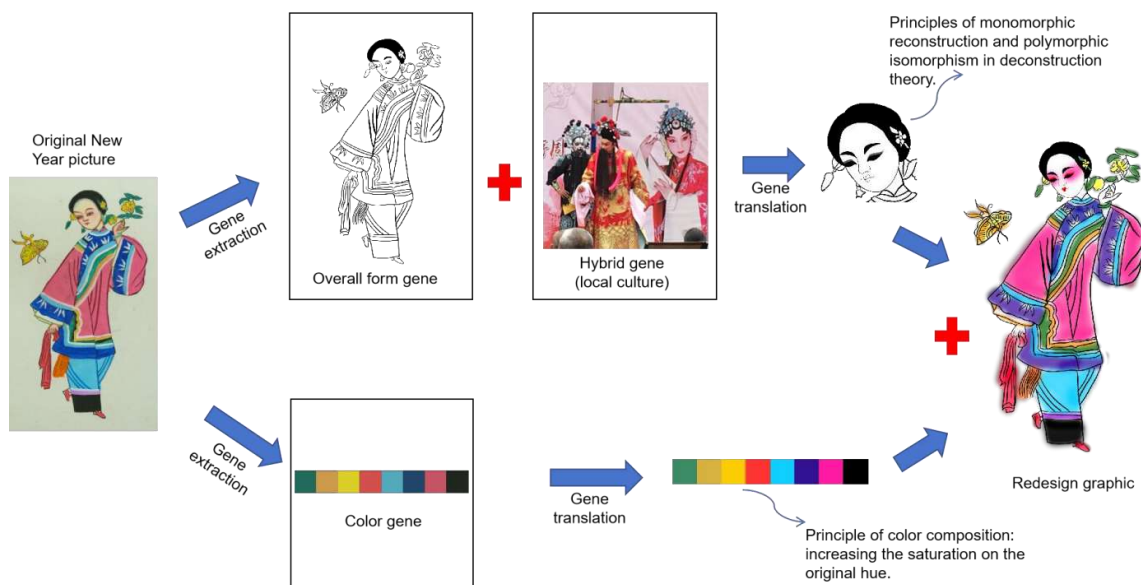 Original New
Year picture
Gene
extraction
Overall form gene
Hybrid gene
(local culture)
Gene
translation
Principles of monomorphic
reconstruction and polymorphic
isomorphism in deconstruction
theory.
Gene
extraction
Color gene
Gene
translation
Principle of color composition:
increasing the saturation on the
original hue.
Redesign graphic